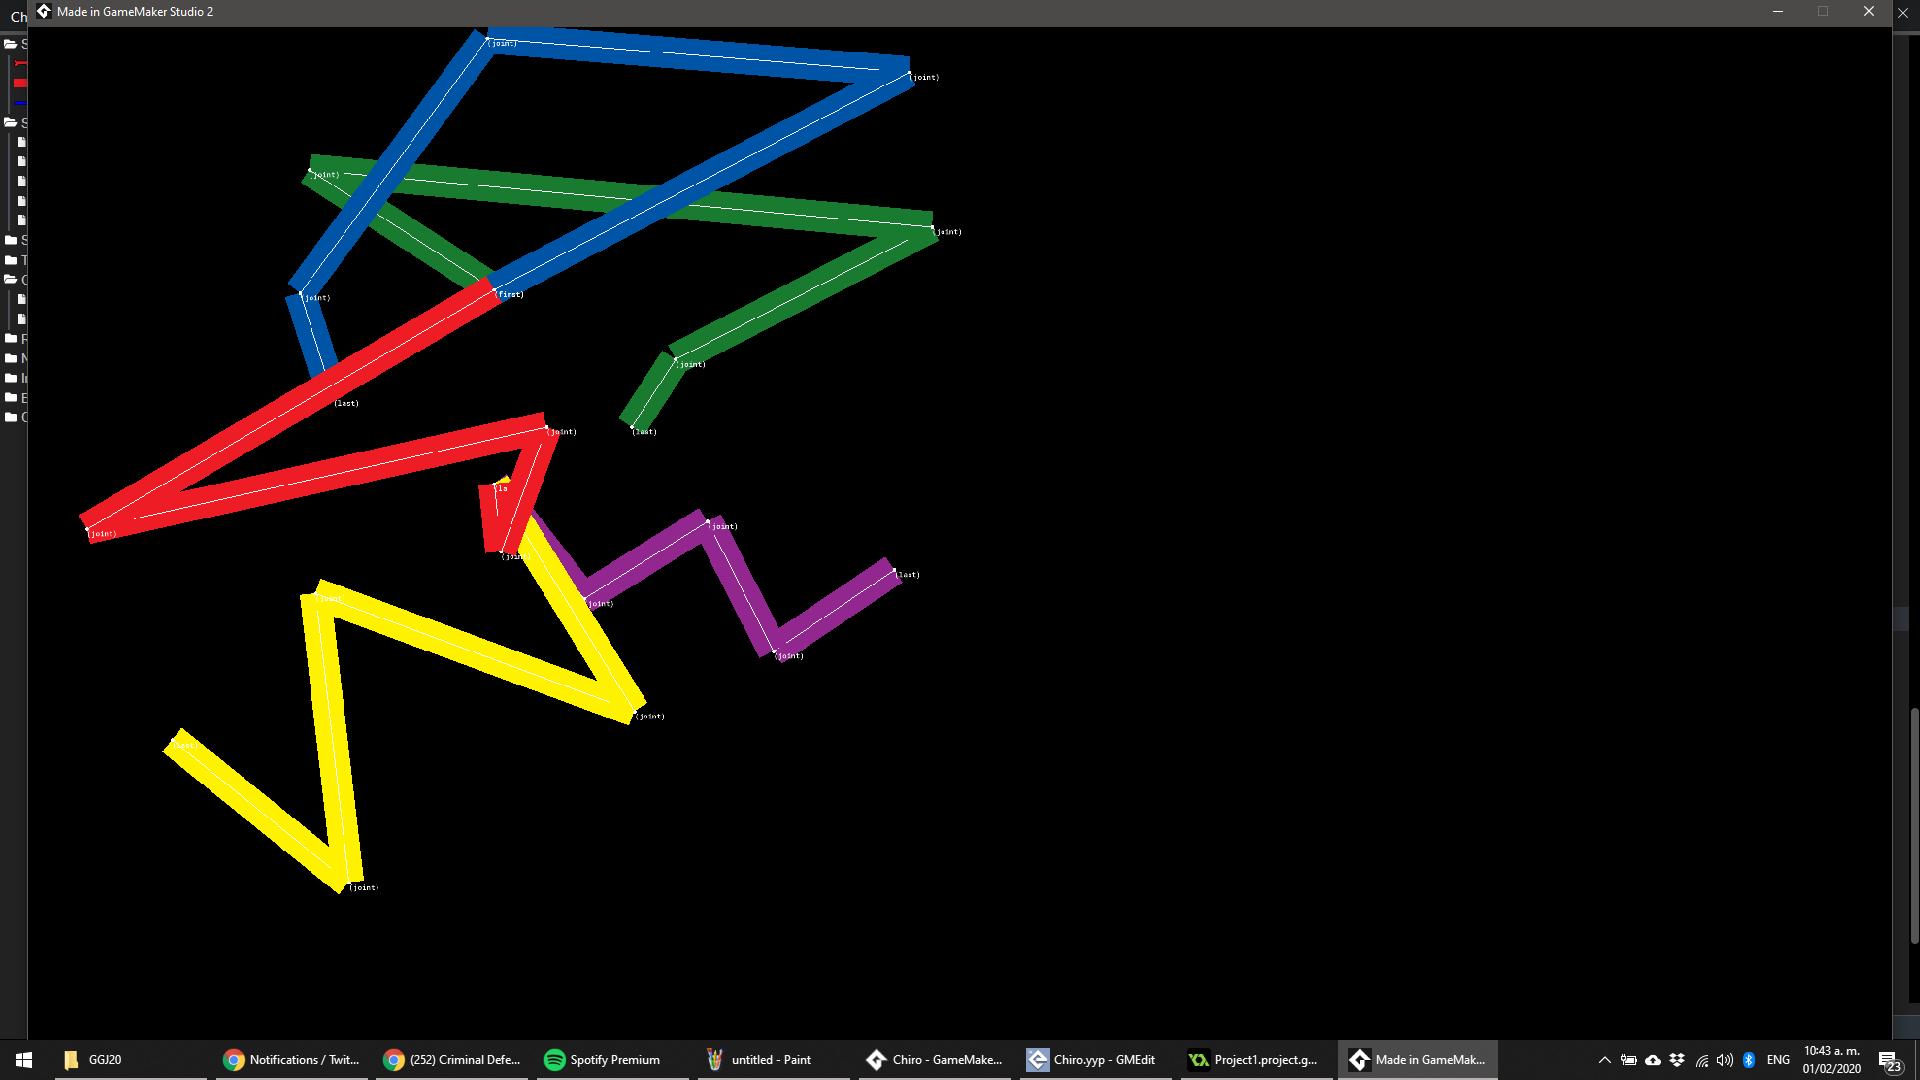 Ch
Made in GameMaker Studio 2
S
(joint)
(joint)
S
(joint)
(joint)
S
T
C
(first)
(joint)
R
N
(joint)
In
E
(last)
C
(joint)
(last)
(la
(joint)
(joint)
(joint)
(last)
(joint)
(joint)
(joint)
(joint)
(last)
(joint)
GGJ20
Notifications / Twit...
(252) Criminal Defe...
Spotify Premium
untitled - Paint
Chiro - GameMake...
Chiro.yyp - GMEdit
Project1.project.g...
Made in GameMak...
ENG
10:43 a. m.
01/02/2020
23